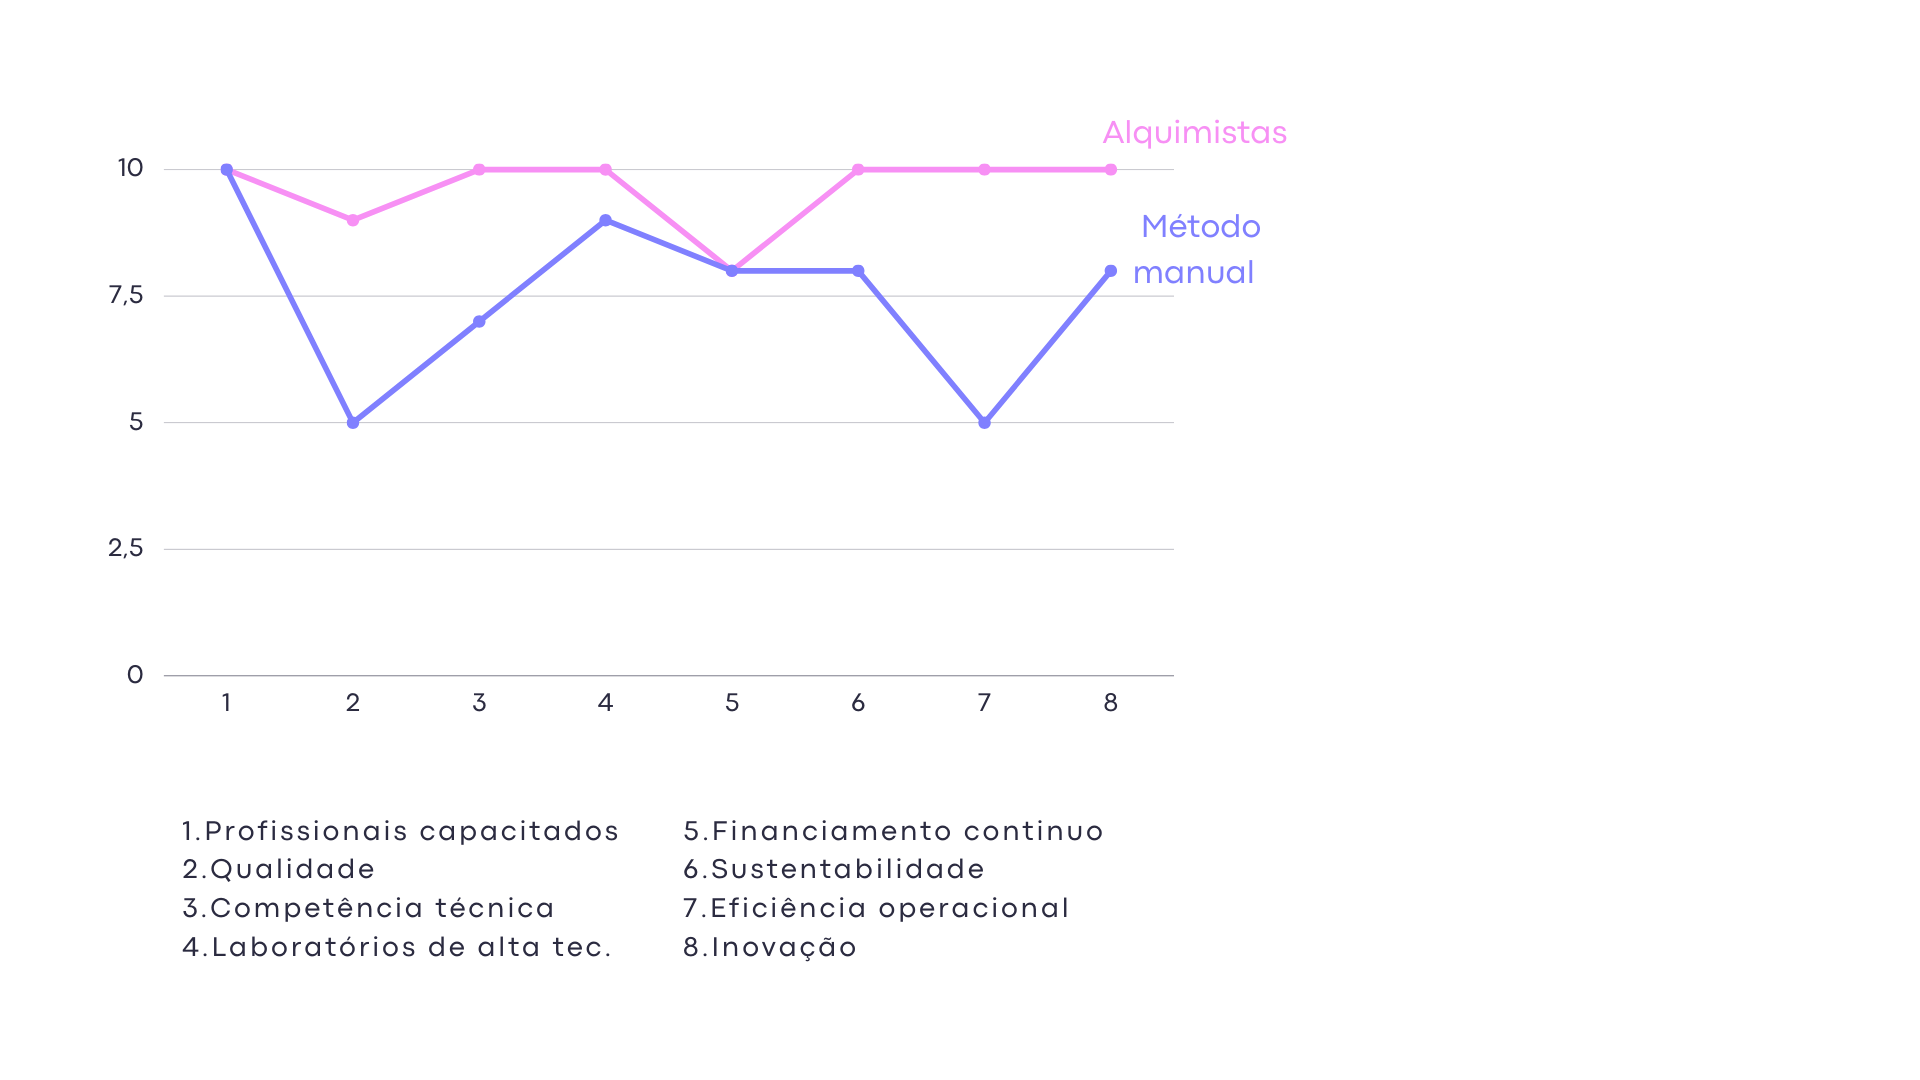 Alquimistas
10
Método
manual
7,5
5
2,5
0
1 2 3 4 5 6 7 8
1.Profissionais capacitados
2.Qualidade
3.Competência técnica
4.Laboratórios de alta tec.
5.Financiamento continuo
6.Sustentabilidade
7.Eficiência operacional
8.Inovação